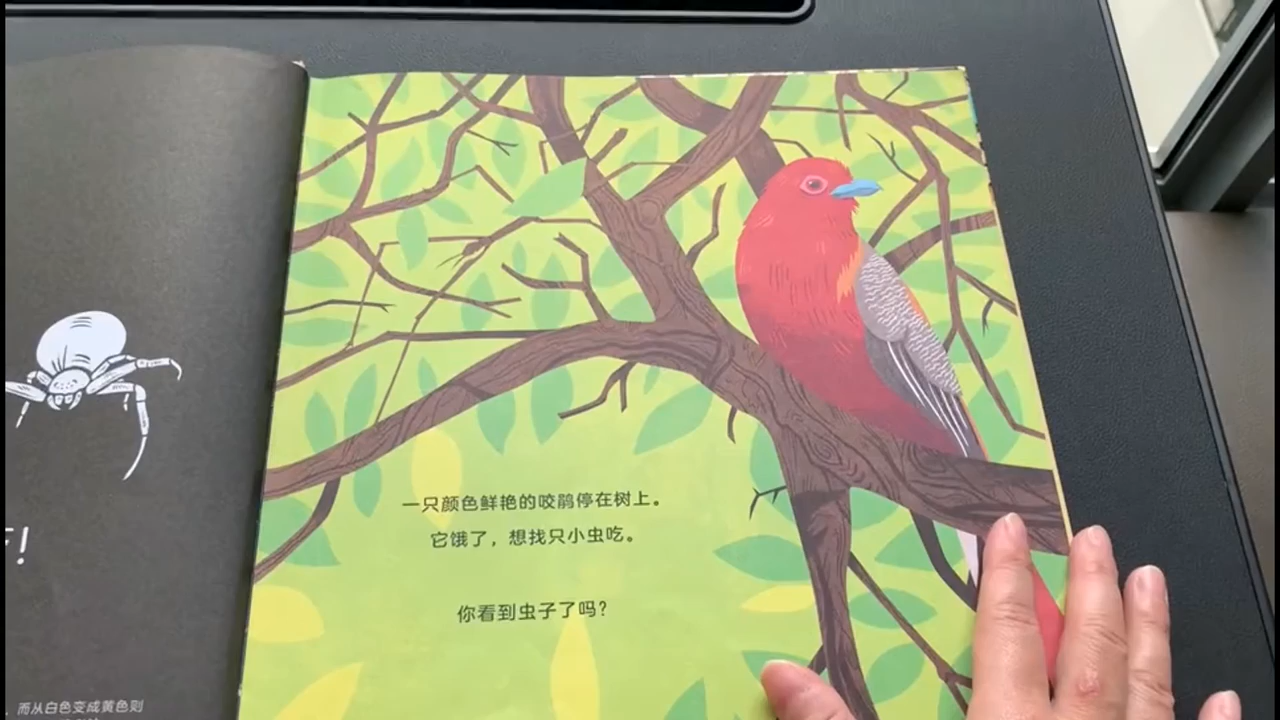 ！
，而从白色变成黄色则
一只颜色鲜艳的咬鹃停在树上。
它饿了，想找只小虫吃。
你看到虫子了吗？